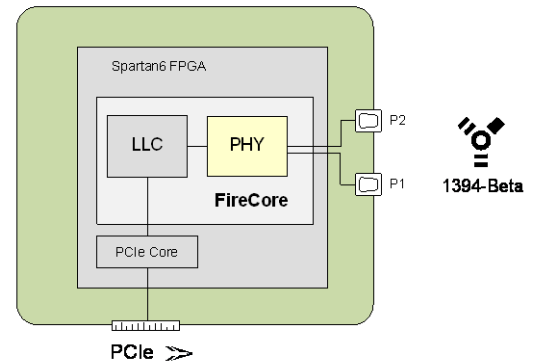 Spartan6 FPGA
LLC
PHY
FireCore
PCIe Core
P2
P1
1394-Beta
PCIe